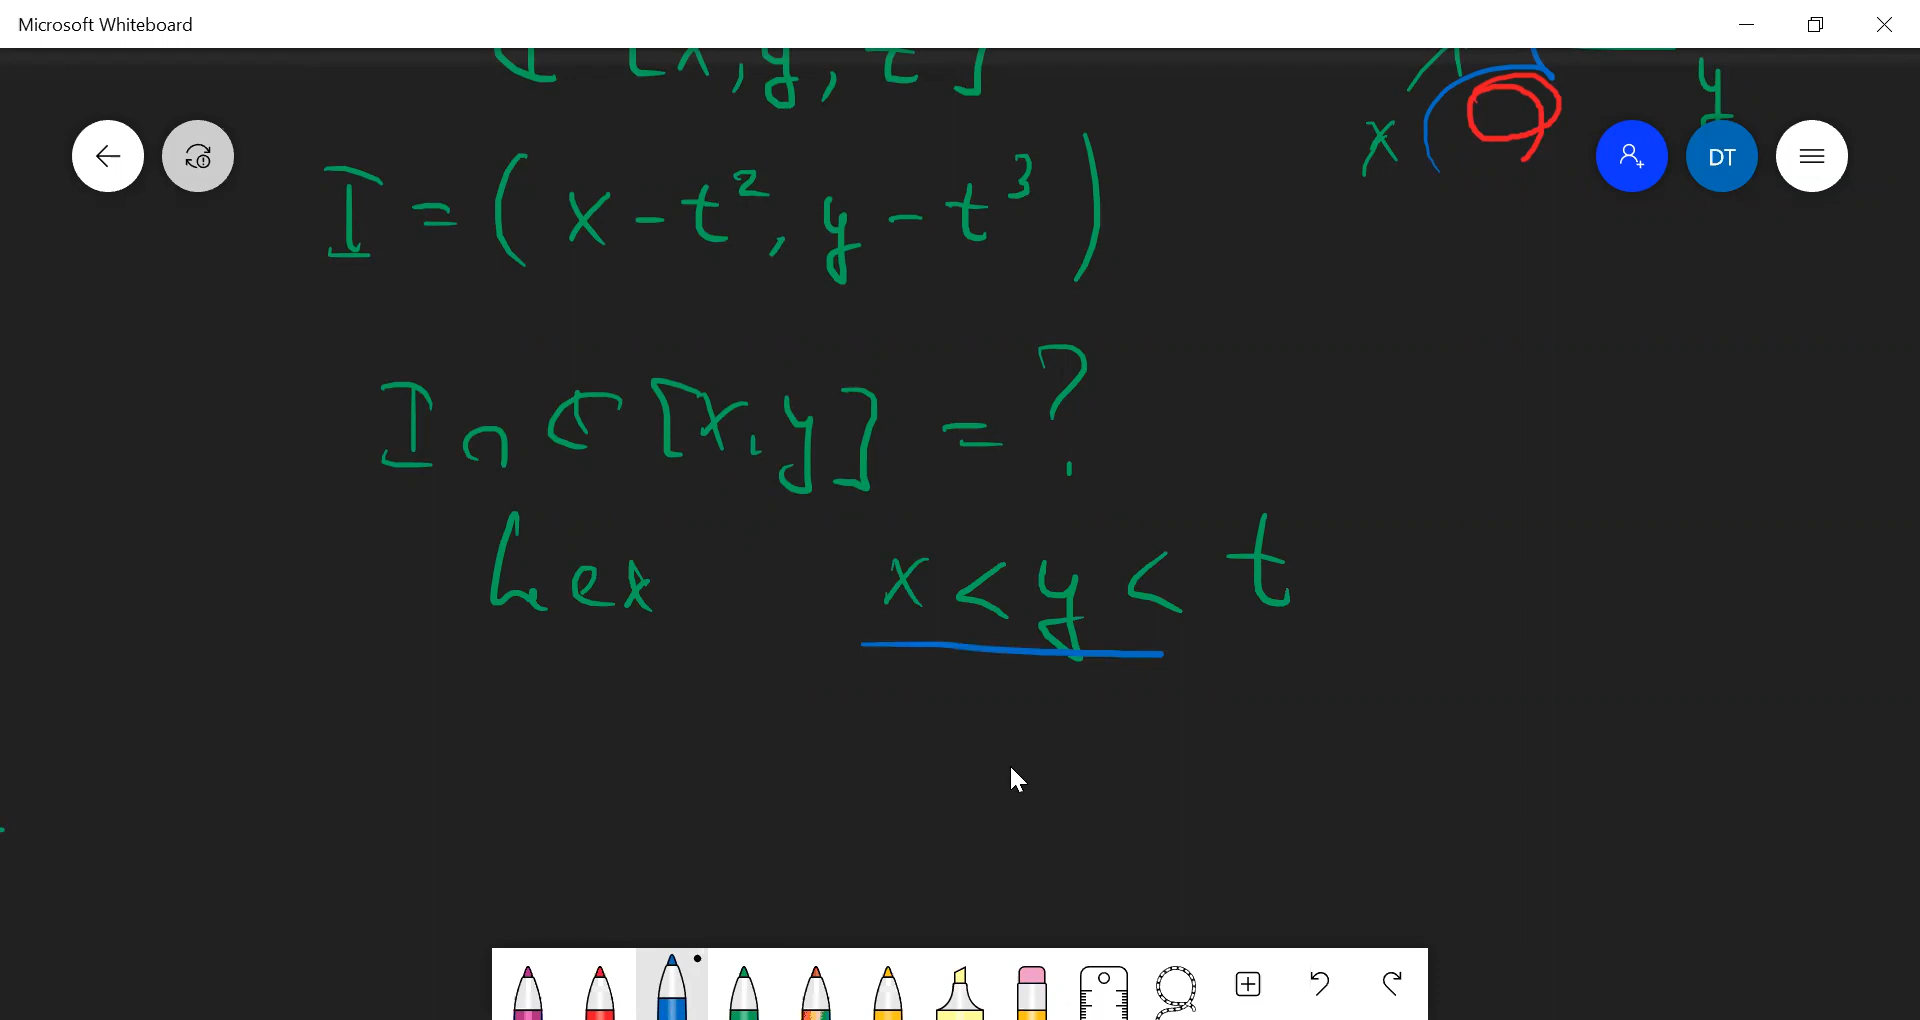 Microsoft Whiteboard
ℂ [x, y, t]
y
x
DT
I = ( x - t², y - t³ )
I ∩ ℂ [x, y] = ?
Lex x < y < t